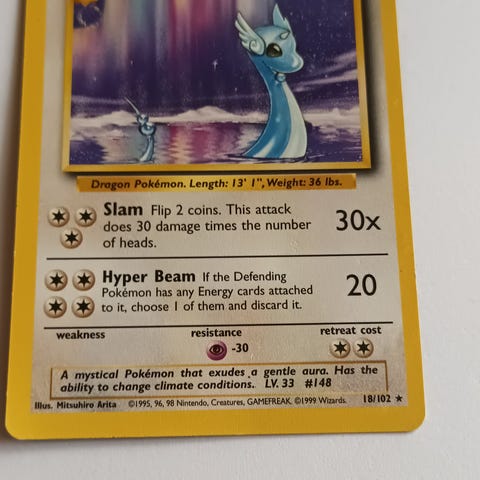 Dragon Pokémon. Length: 13' 1", Weight: 36 lbs.
Slam Flip 2 coins. This attack
does 30 damage times the number
of heads.
30x
Hyper Beam If the Defending
Pokémon has any Energy cards attached
to it, choose 1 of them and discard it.
20
weakness resistance retreat cost
-30
A mystical Pokémon that exudes a gentle aura. Has the
ability to change climate conditions. LV. 33 #148
Illus. Mitsuhiro Arita ©1995, 96, 98 Nintendo, Creatures, GAMEFREAK. ©1999 Wizards. 18/102 ★